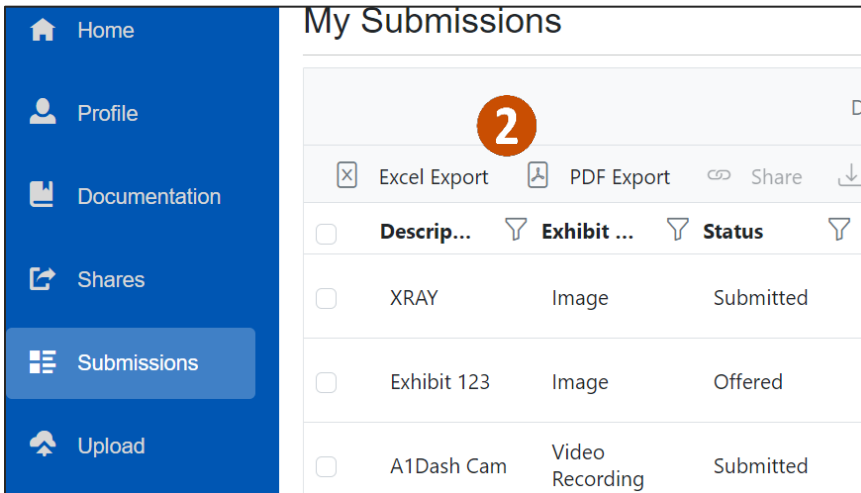 Home
Profile
Documentation
Shares
Submissions
Upload
My Submissions
D
2
Excel Export PDF Export Share
Descrip... Exhibit ... Status
XRAY Image Submitted
Exhibit 123 Image Offered
A1Dash Cam Video Recording Submitted